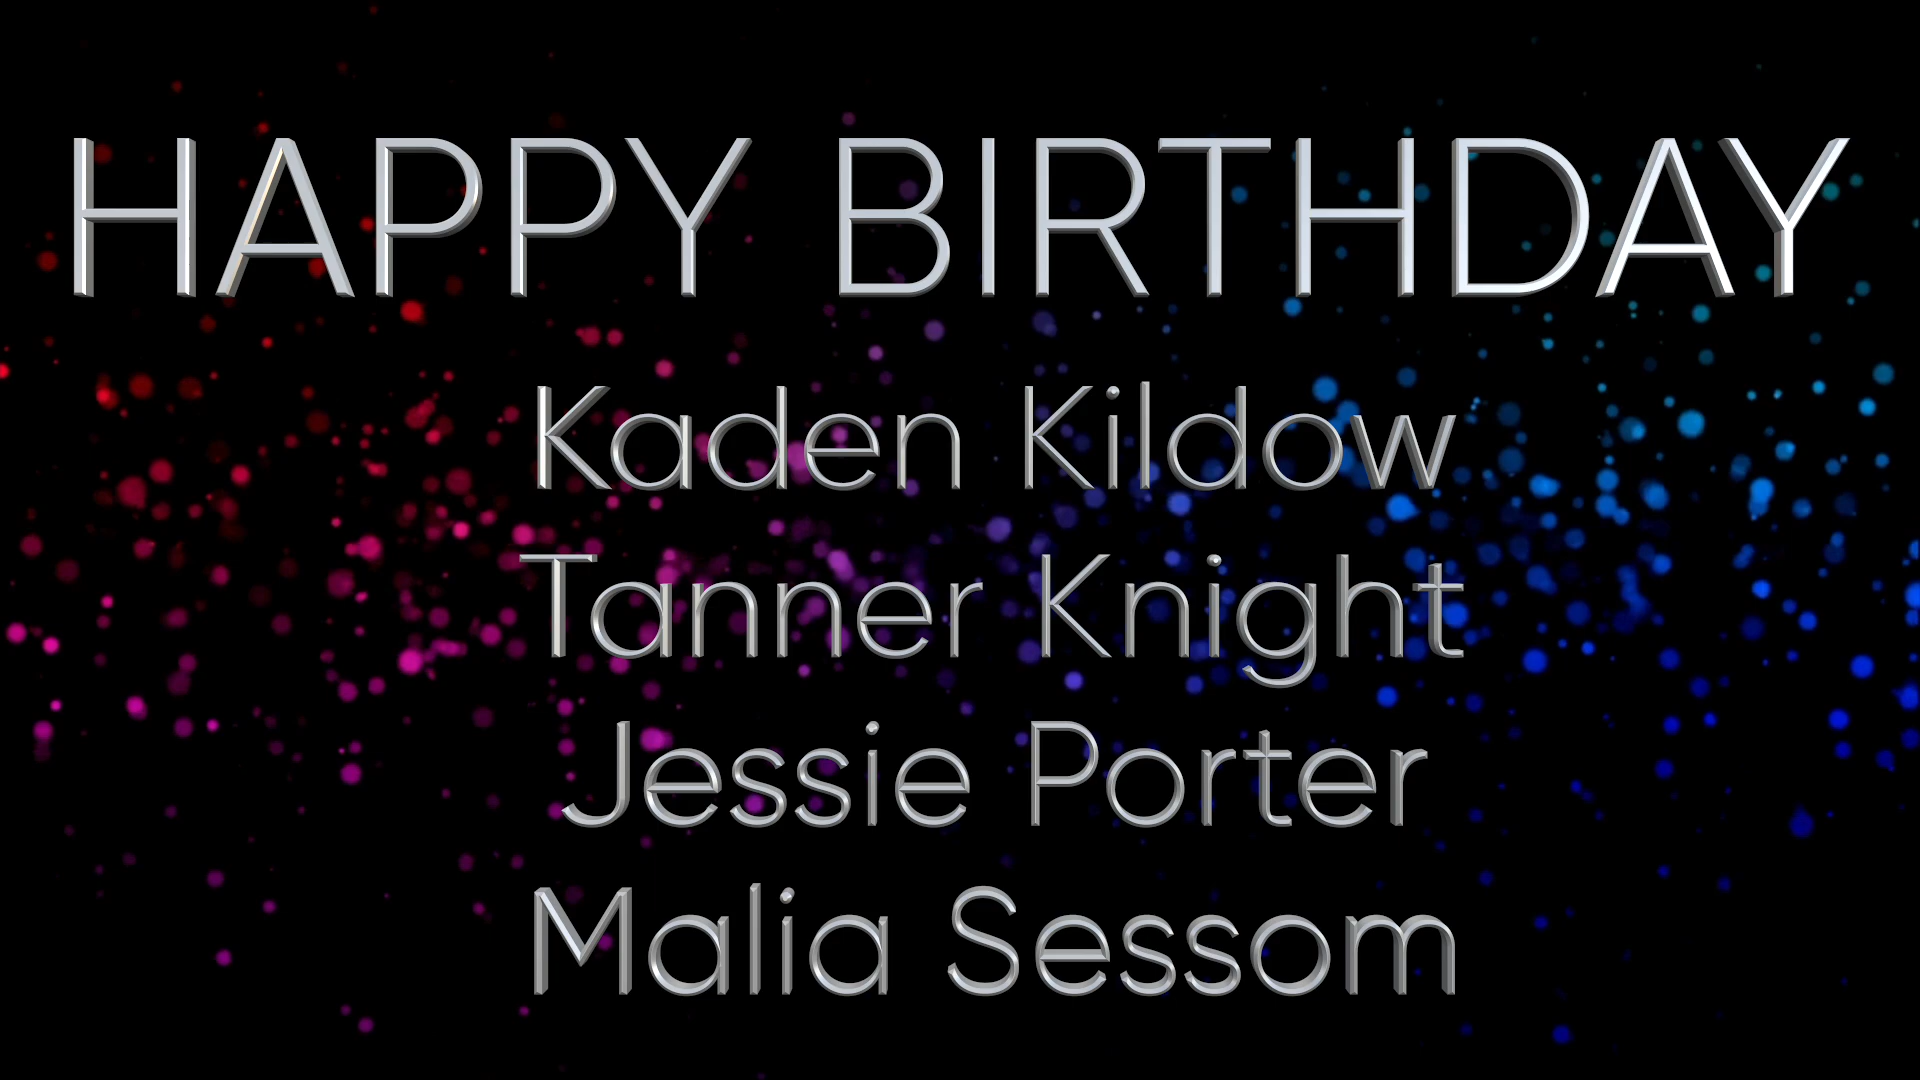 HAPPY BIRTHDAY
Kaden Kildow
Tanner Knight
Jessie Porter
Malia Sessom